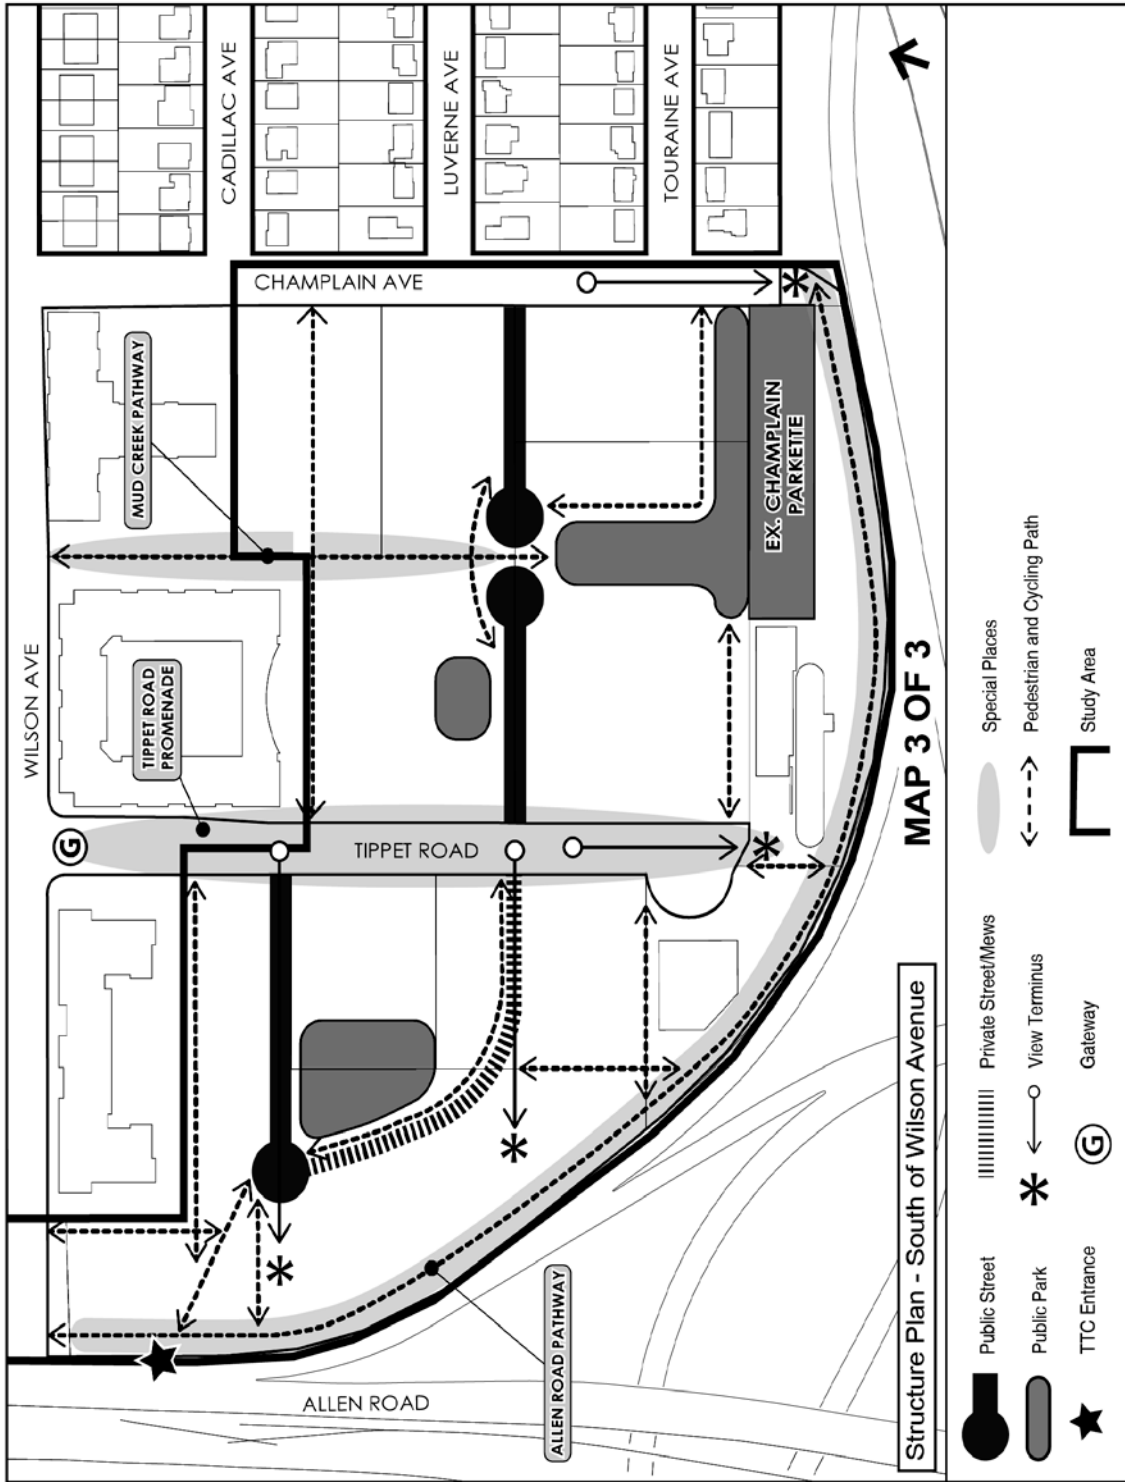 CADILLAC AVE
LUVERNE AVE
TOURAINE AVE
CHAMPLAIN AVE
MUD CREEK PATHWAY
WILSON AVE
TIPPET ROAD
PROMENADE
EX. CHAMPLAIN
PARKETTE
G
TIPPET ROAD
ALLEN ROAD PATHWAY
ALLEN ROAD
MAP 3 OF 3
Structure Plan - South of Wilson Avenue
Public Street
Private Street/Mews
Special Places
Public Park
View Terminus
Pedestrian and Cycling Path
TTC Entrance
G
Gateway
Study Area